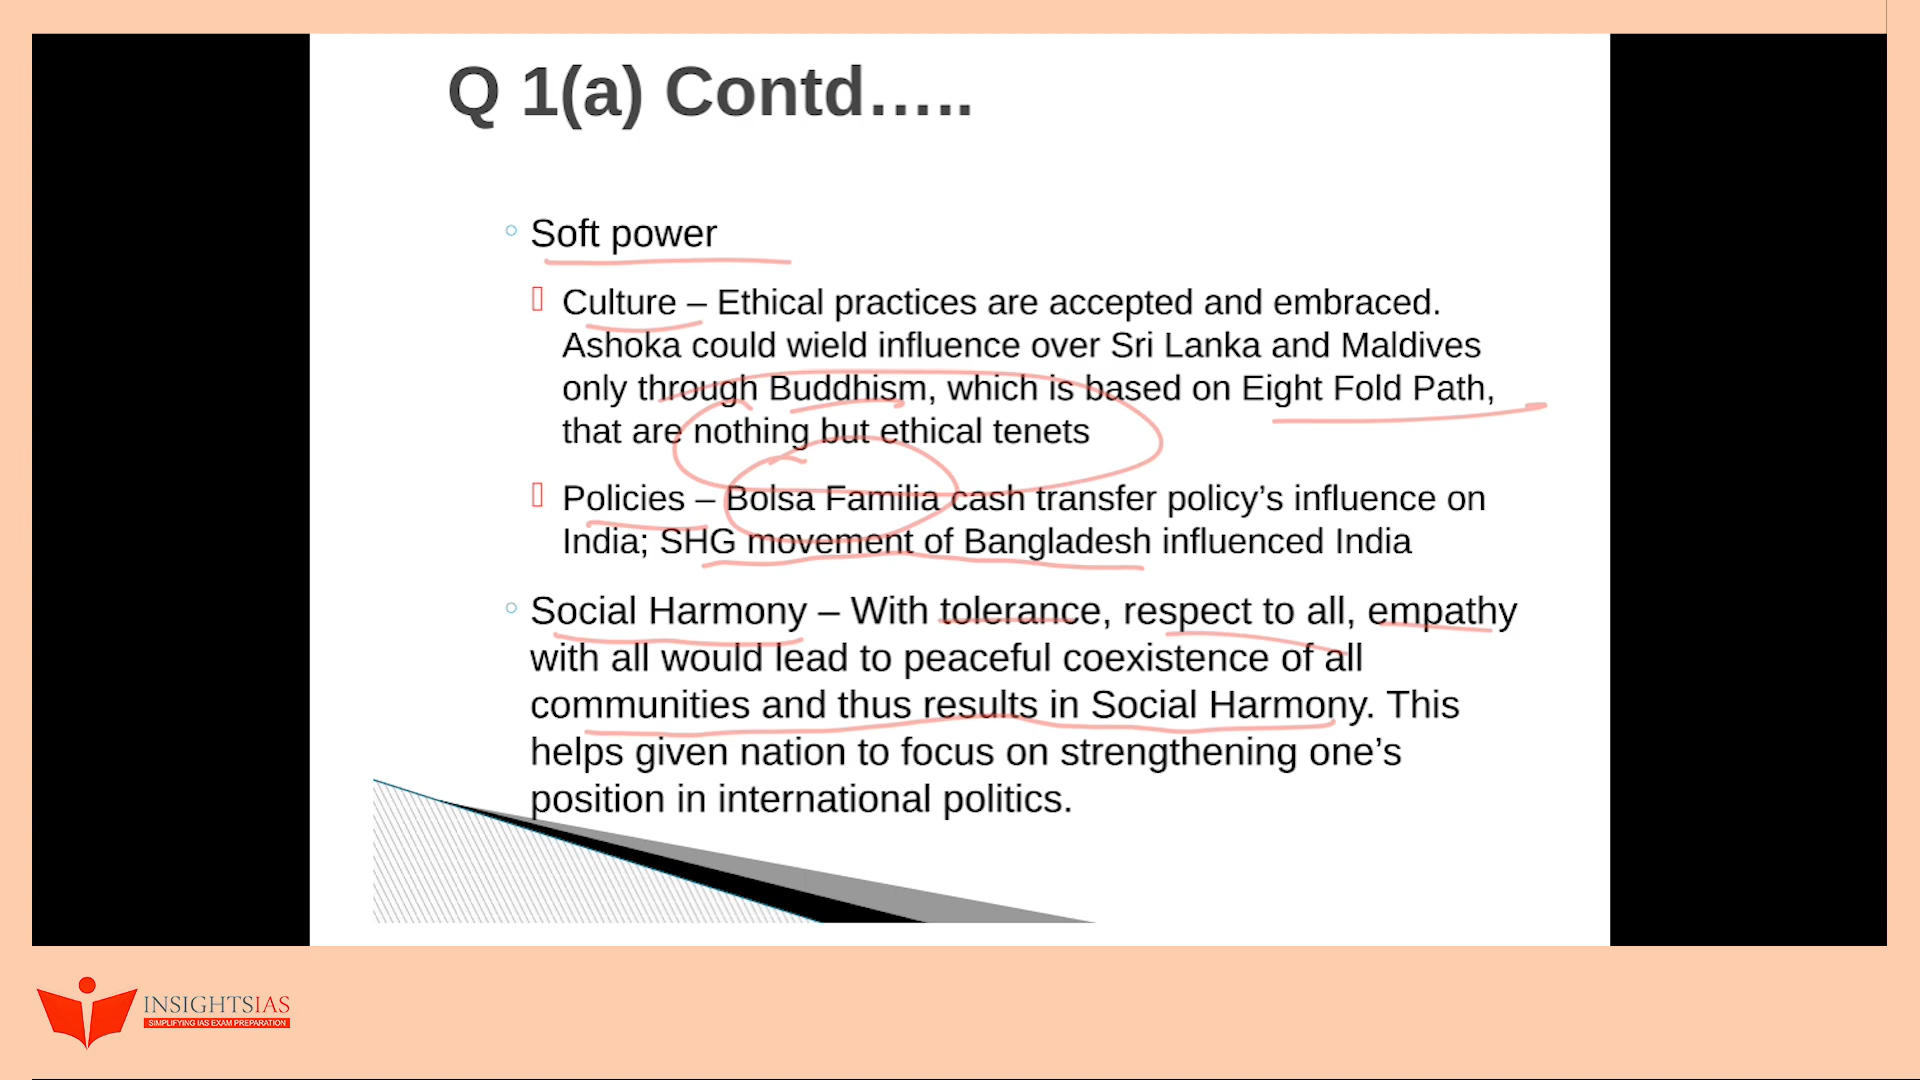 Q 1(a) Contd…..
Soft power
Culture – Ethical practices are accepted and embraced.
Ashoka could wield influence over Sri Lanka and Maldives
only through Buddhism, which is based on Eight Fold Path,
that are nothing but ethical tenets
Policies – Bolsa Familia cash transfer policy’s influence on
India; SHG movement of Bangladesh influenced India
Social Harmony – With tolerance, respect to all, empathy
with all would lead to peaceful coexistence of all
communities and thus results in Social Harmony. This
helps given nation to focus on strengthening one’s
position in international politics.
INSIGHTSIAS
SIMPLIFYING IAS EXAM PREPARATION